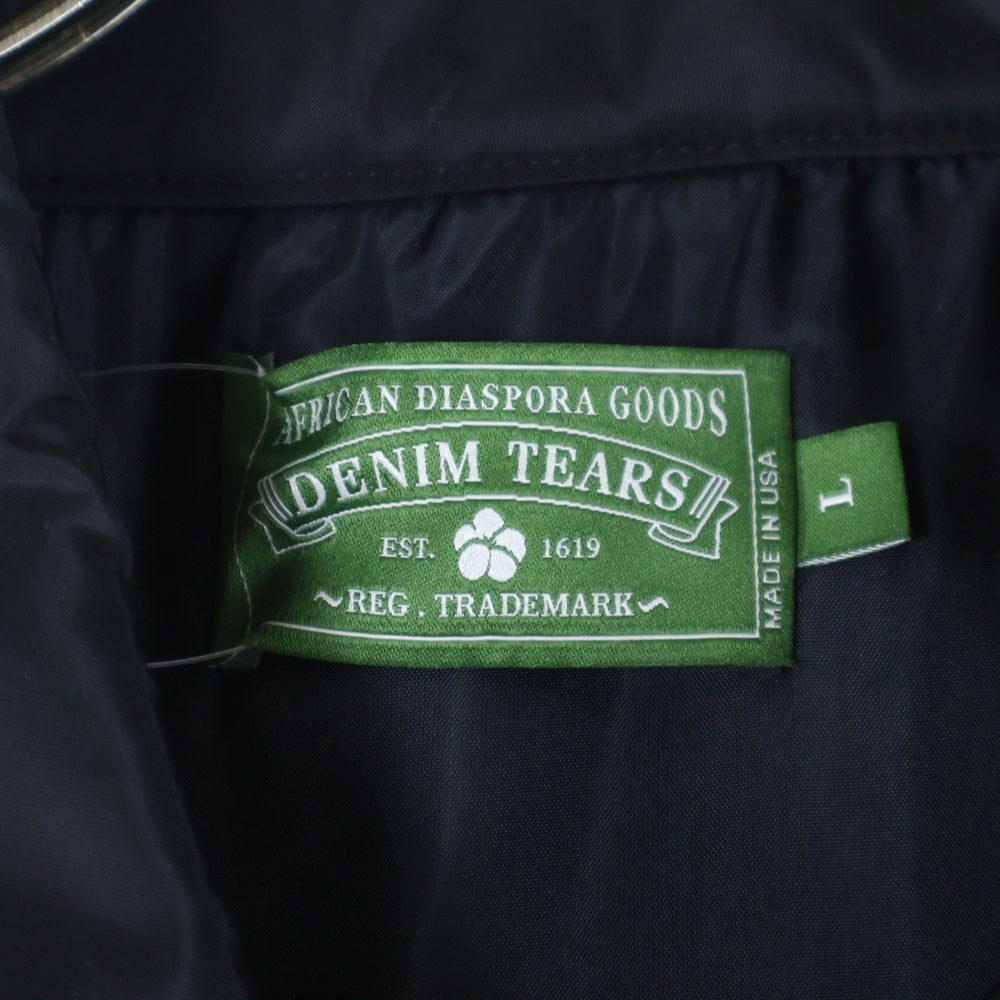 AFRICAN DIASPORA GOODS
DENIM TEARS
EST. 1619
~REG. TRADEMARK~
MADE IN USA
L